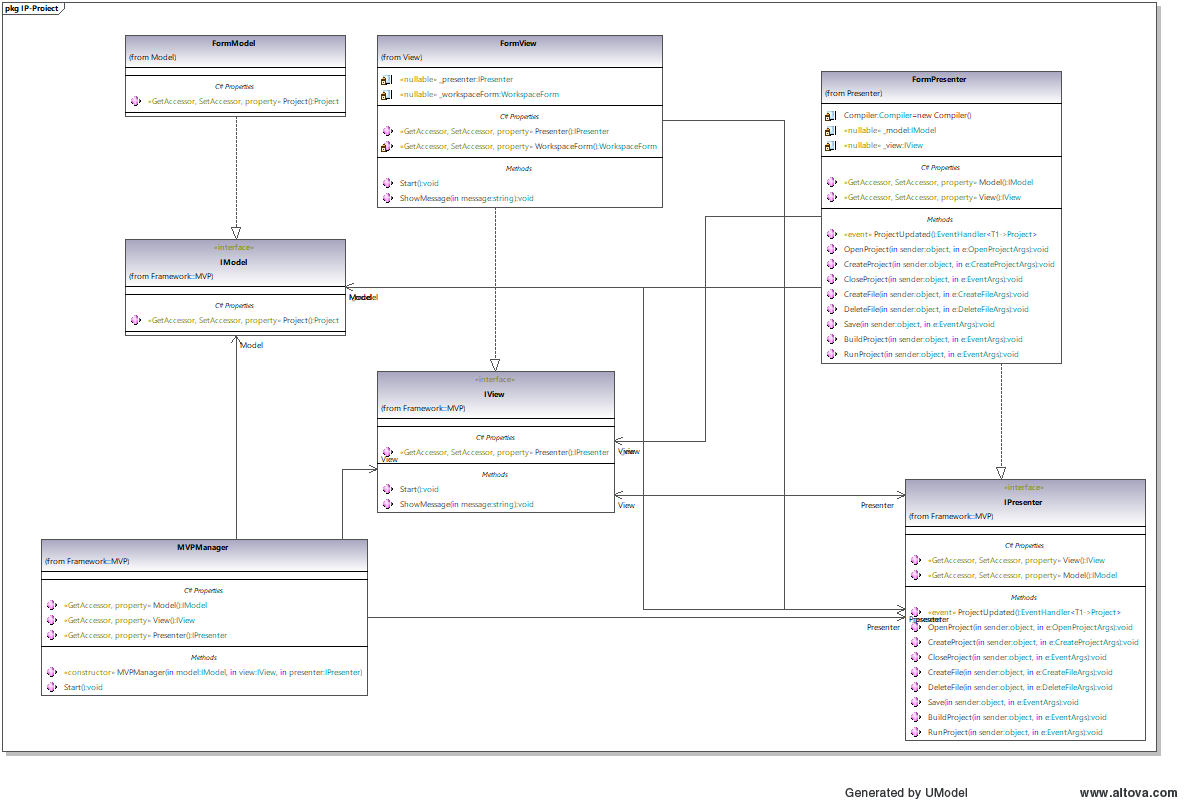 pkg IP-Project
FormModel
(from Model)
C# Properties
«GetAccessor, SetAccessor, property» Project():Project
FormView
(from View)
«nullable» _presenter:IPresenter
«nullable» _workspaceForm:WorkspaceForm
C# Properties
«GetAccessor, SetAccessor, property» Presenter():IPresenter
«GetAccessor, SetAccessor, property» WorkspaceForm():WorkspaceForm
Methods
Start():void
ShowMessage(in message:string):void
FormPresenter
(from Presenter)
Compiler:Compiler=new Compiler()
«nullable» _model:IModel
«nullable» _view:IView
C# Properties
«GetAccessor, SetAccessor, property» Model():IModel
«GetAccessor, SetAccessor, property» View():IView
Methods
«event» ProjectUpdated():EventHandler<T1->Project>
OpenProject(in sender:object, in e:OpenProjectArgs):void
CreateProject(in sender:object, in e:CreateProjectArgs):void
CloseProject(in sender:object, in e:EventArgs):void
CreateFile(in sender:object, in e:CreateFileArgs):void
DeleteFile(in sender:object, in e:DeleteFileArgs):void
Save(in sender:object, in e:EventArgs):void
BuildProject(in sender:object, in e:EventArgs):void
RunProject(in sender:object, in e:EventArgs):void
«interface»
IModel
(from Framework::MVP)
C# Properties
«GetAccessor, SetAccessor, property» Project():Project
Model
«interface»
IView
(from Framework::MVP)
C# Properties
«GetAccessor, SetAccessor, property» Presenter():IPresenter
View
Methods
Start():void
ShowMessage(in message:string):void
View
Presenter
«interface»
IPresenter
(from Framework::MVP)
C# Properties
«GetAccessor, SetAccessor, property» View():IView
«GetAccessor, SetAccessor, property» Model():IModel
Methods
«event» ProjectUpdated():EventHandler<T1->Project>
Presenter
OpenProject(in sender:object, in e:OpenProjectArgs):void
CreateProject(in sender:object, in e:CreateProjectArgs):void
CloseProject(in sender:object, in e:EventArgs):void
CreateFile(in sender:object, in e:CreateFileArgs):void
DeleteFile(in sender:object, in e:DeleteFileArgs):void
Save(in sender:object, in e:EventArgs):void
BuildProject(in sender:object, in e:EventArgs):void
RunProject(in sender:object, in e:EventArgs):void
MVPManager
(from Framework::MVP)
C# Properties
«GetAccessor, property» Model():IModel
«GetAccessor, property» View():IView
«GetAccessor, property» Presenter():IPresenter
Methods
«constructor» MVPManager(in model:IModel, in view:IView, in presenter:IPresenter)
Start():void
Generated by UModel
www.altova.com